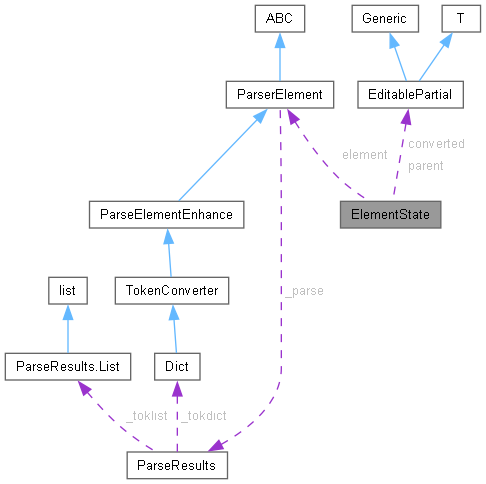 ABC
Generic
T
ParserElement
EditablePartial
element
converted
parent
ParseElementEnhance
ElementState
list
TokenConverter
_parse
ParseResults.List
Dict
_toklist
_tokdict
ParseResults